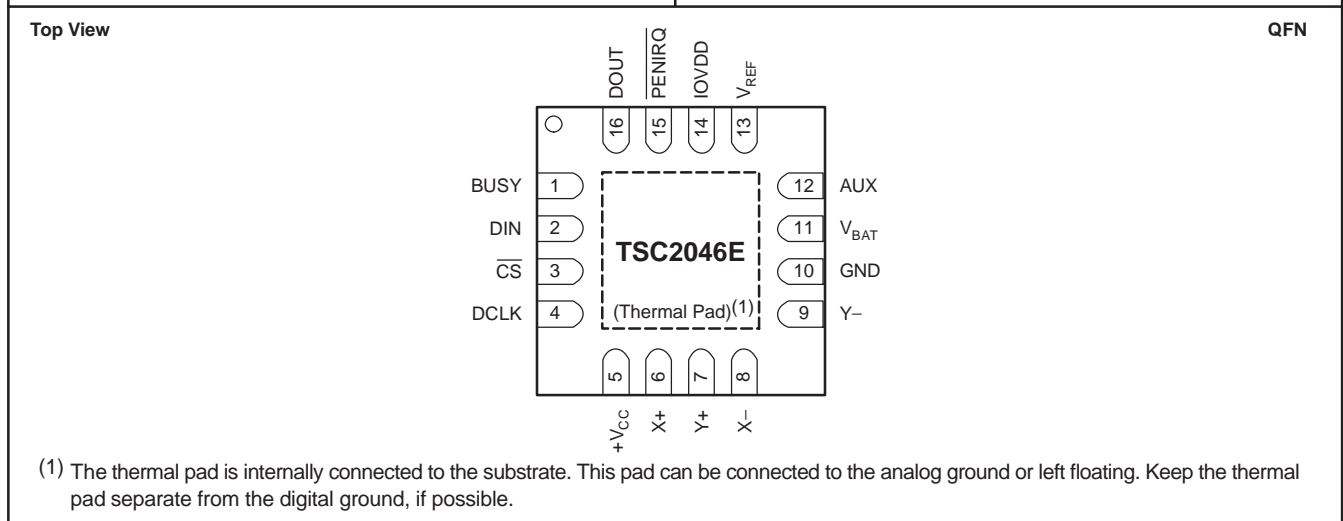 Top View
QFN
DOUT
PENIRQ
IOVDD
VREF
16
15
14
13
BUSY 1
DIN 2
CS 3
DCLK 4
12 AUX
11 VBAT
10 GND
9 Y−
TSC2046E
(Thermal Pad)(1)
5
6
7
8
+VCC
X+
Y+
X−
(1) The thermal pad is internally connected to the substrate. This pad can be connected to the analog ground or left floating. Keep the thermal
pad separate from the digital ground, if possible.